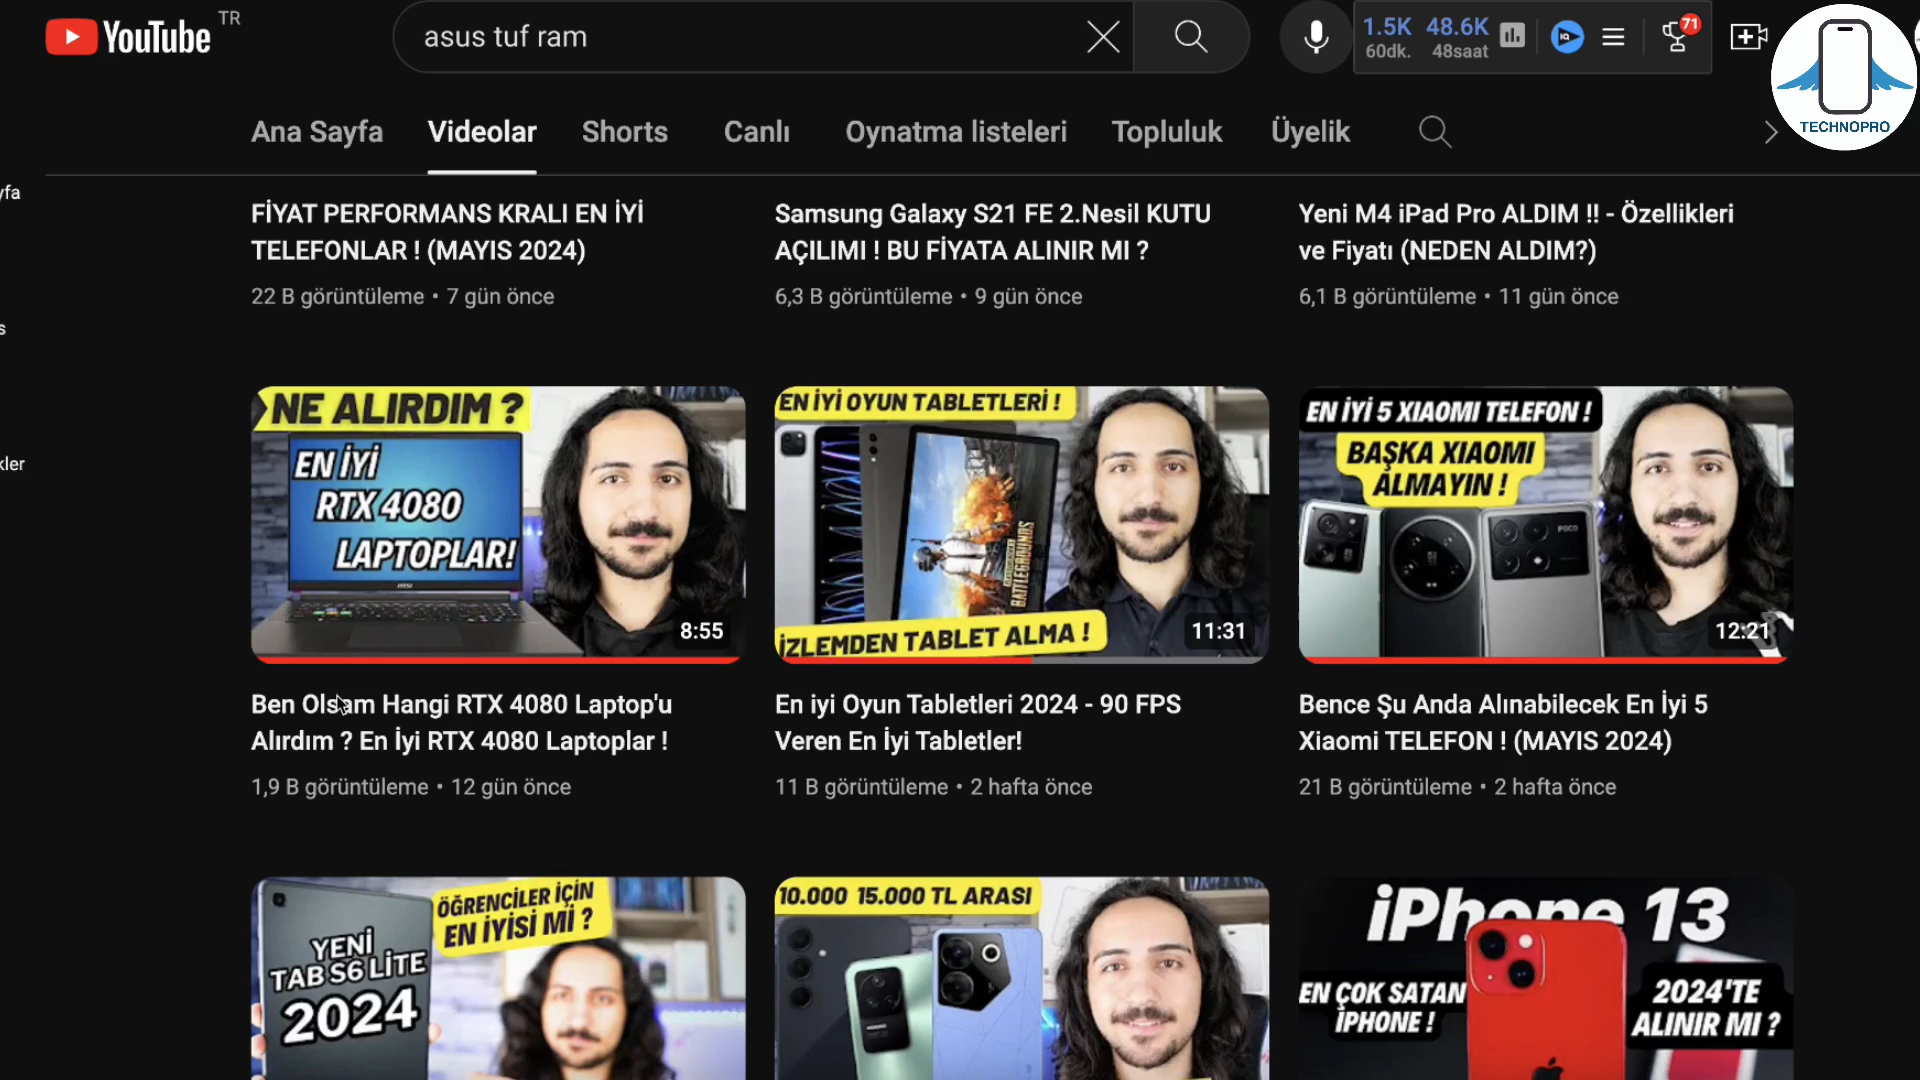 YouTube TR
asus tuf ram
1.5K 48.6K
60dk. 48saat
71
TECHNOPRO
Ana Sayfa Videolar Shorts Canlı Oynatma listeleri Topluluk Üyelik
yfa
s
kler
FİYAT PERFORMANS KRALI EN İYİ
TELEFONLAR ! (MAYIS 2024)
22 B görüntüleme • 7 gün önce
Samsung Galaxy S21 FE 2.Nesil KUTU
AÇILIMI ! BU FİYATA ALINIR MI ?
6,3 B görüntüleme • 9 gün önce
Yeni M4 iPad Pro ALDIM !! - Özellikleri
ve Fiyatı (NEDEN ALDIM?)
6,1 B görüntüleme • 11 gün önce
NE ALIRDIM ?
EN İYİ
RTX 4080
LAPTOPLAR!
msi
8:55
Ben Olsam Hangi RTX 4080 Laptop'u
Alırdım ? En İyi RTX 4080 Laptoplar !
1,9 B görüntüleme • 12 gün önce
EN İYİ OYUN TABLETLERİ !
BATTLEGROUNDS
İZLEMDEN TABLET ALMA !
11:31
En iyi Oyun Tabletleri 2024 - 90 FPS
Veren En İyi Tabletler!
11 B görüntüleme • 2 hafta önce
EN İYİ 5 XIAOMI TELEFON !
BAŞKA XIAOMI
ALMAYIN !
POCO
12:21
Bence Şu Anda Alınabilecek En İyi 5
Xiaomi TELEFON ! (MAYIS 2024)
21 B görüntüleme • 2 hafta önce
ÖĞRENCİLER İÇİN
EN İYİSİ Mİ ?
YENİ
TAB S6 LİTE
2024
10.000 15.000 TL ARASI
iPhone 13
EN ÇOK SATAN
İPHONE !
2024'TE
ALINIR MI ?